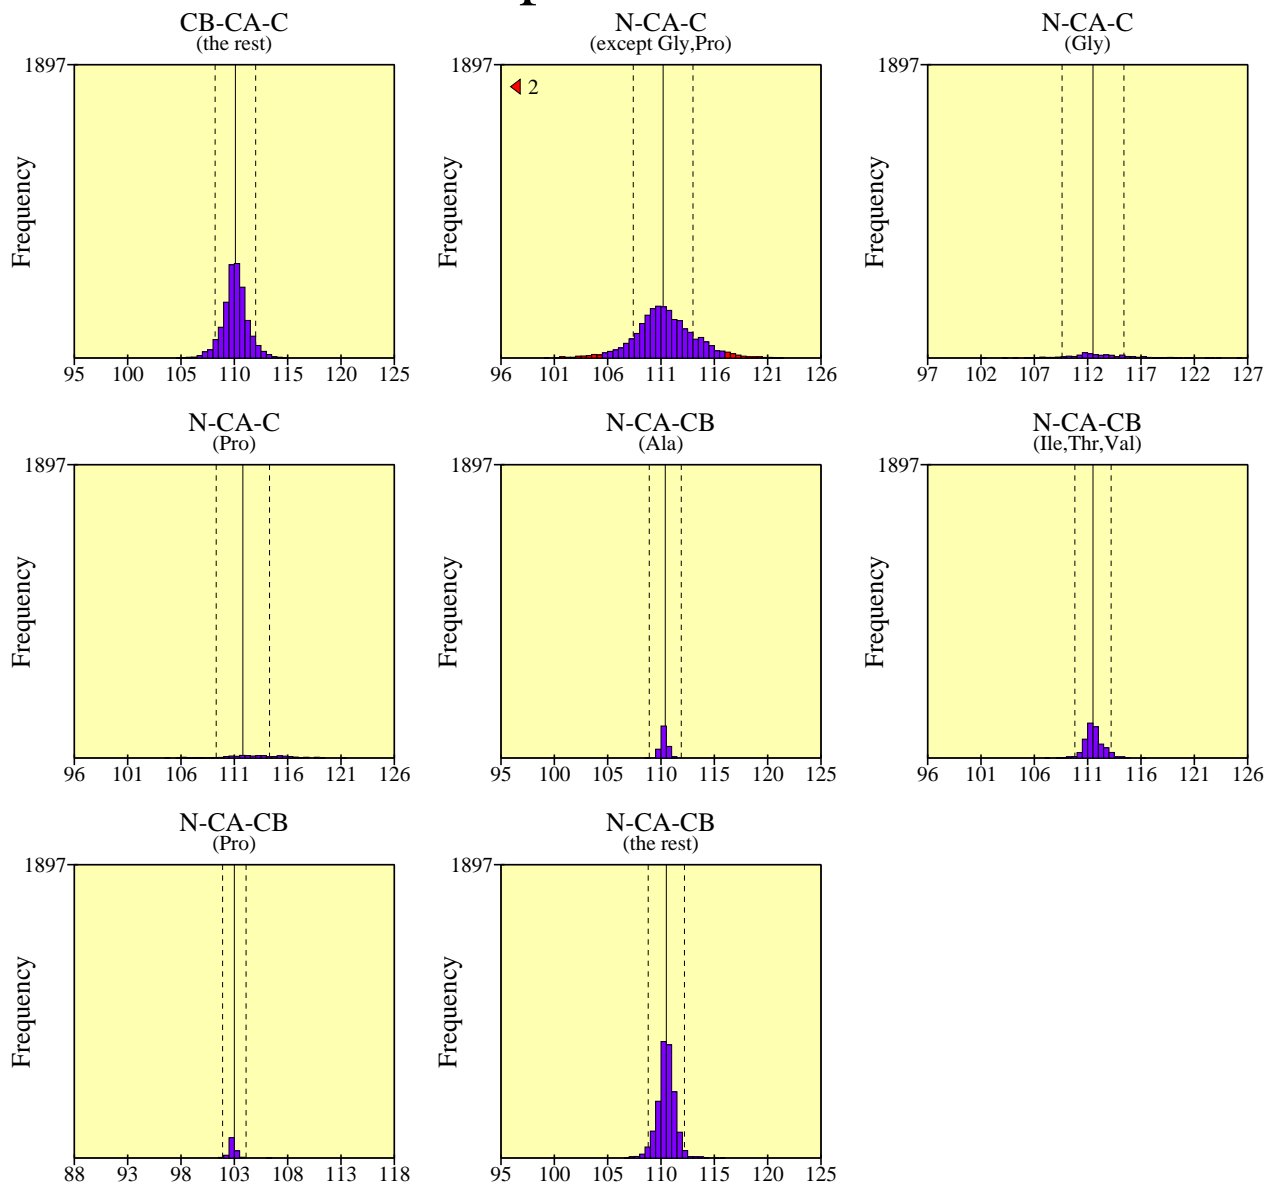 CB-CA-C N-CA-C N-CA-C
(the rest) (except Gly,Pro) (Gly)
1897 1897 1897
2
Frequency Frequency Frequency
95 100 105 110 115 120 125 96 101 106 111 116 121 126 97 102 107 112 117 122 127
N-CA-C N-CA-CB N-CA-CB
(Pro) (Ala) (Ile,Thr,Val)
1897 1897 1897
Frequency Frequency Frequency
96 101 106 111 116 121 126 95 100 105 110 115 120 125 96 101 106 111 116 121 126
N-CA-CB N-CA-CB
(Pro) (the rest)
1897 1897
Frequency Frequency
88 93 98 103 108 113 118 95 100 105 110 115 120 125